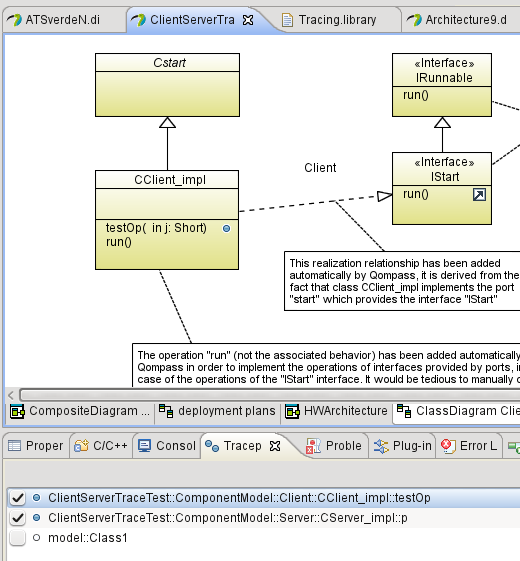 ATSverdeN.di
ClientServerTra
Tracing.library
Architecture9.d
Cstart
«Interface»
IRunnable
run()
CClient_impl
testOp(  in j: Short)
run()
Client
«Interface»
IStart
run()
This realization relationship has been added
automatically by Qompass, it is derived from the
fact that class CClient_impl implements the port
"start" which provides the interface "IStart"
The operation "run" (not the associated behavior) has been added automatically
Qompass in order to implement the operations of interfaces provided by ports, in
case of the operations of the "IStart" interface. It would be tedious to manually
CompositeDiagram ...
deployment plans
HWArchitecture
ClassDiagram Clie
Proper
C/C++
Consol
Tracep
Proble
Plug-in
Error L
ClientServerTraceTest::ComponentModel::Client::CClient_impl::testOp
ClientServerTraceTest::ComponentModel::Server::CServer_impl::p
model::Class1